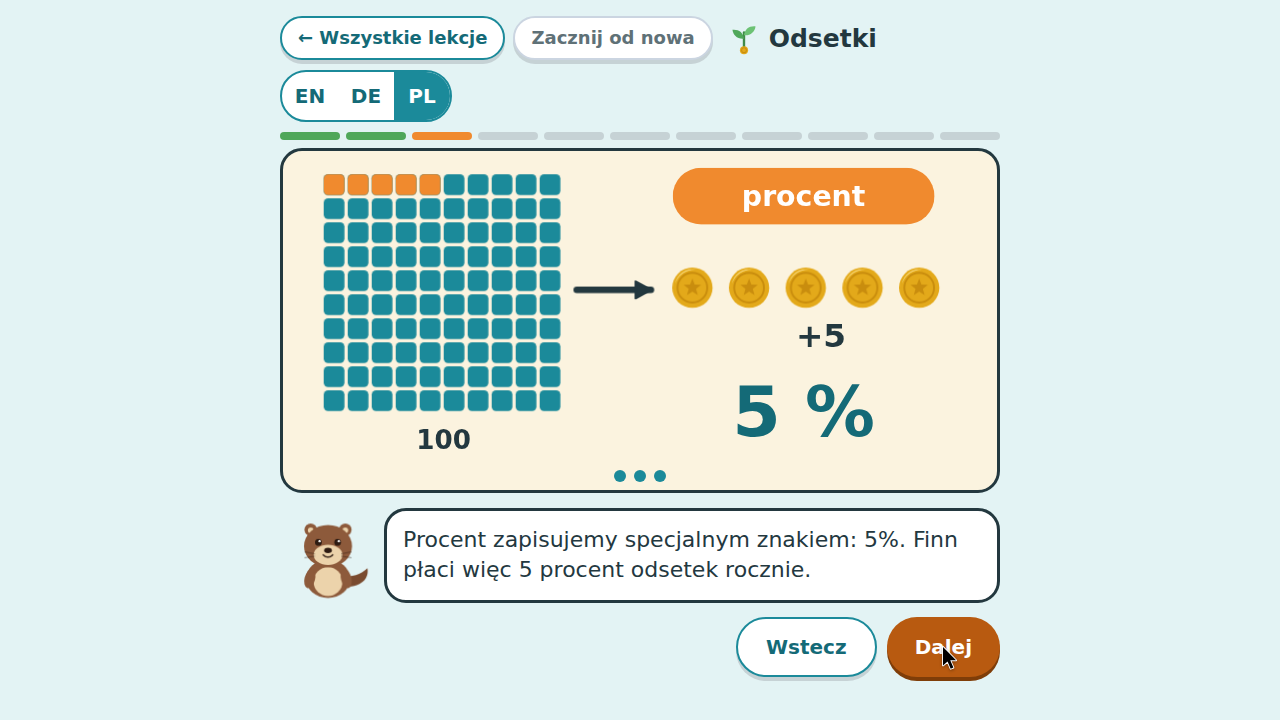 ← Wszystkie lekcje
Zacznij od nowa
Odsetki
EN DE PL
procent
+5
5 %
100
Procent zapisujemy specjalnym znakiem: 5%. Finn
płaci więc 5 procent odsetek rocznie.
Wstecz
Dalej